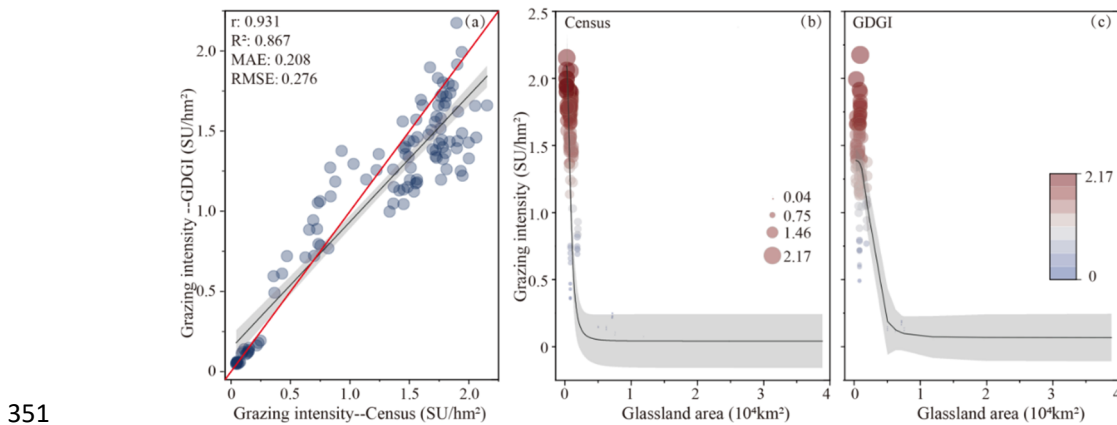 r: 0.931
R²: 0.867
MAE: 0.208
RMSE: 0.276
(a)
Grazing intensity --GDGI (SU/hm²)
2.0
1.5
1.0
0.5
0
0 0.5 1.0 1.5 2.0
Grazing intensity--Census (SU/hm²)
Census (b)
Grazing intensity (SU/hm²)
2.5
2.0
1.5
1.0
0.5
0
0.04
0.75
1.46
2.17
0 1 2 3 4
Glassland area (10⁴km²)
GDGI (c)
2.17
0
0 1 2 3 4
Glassland area (10⁴km²)
351